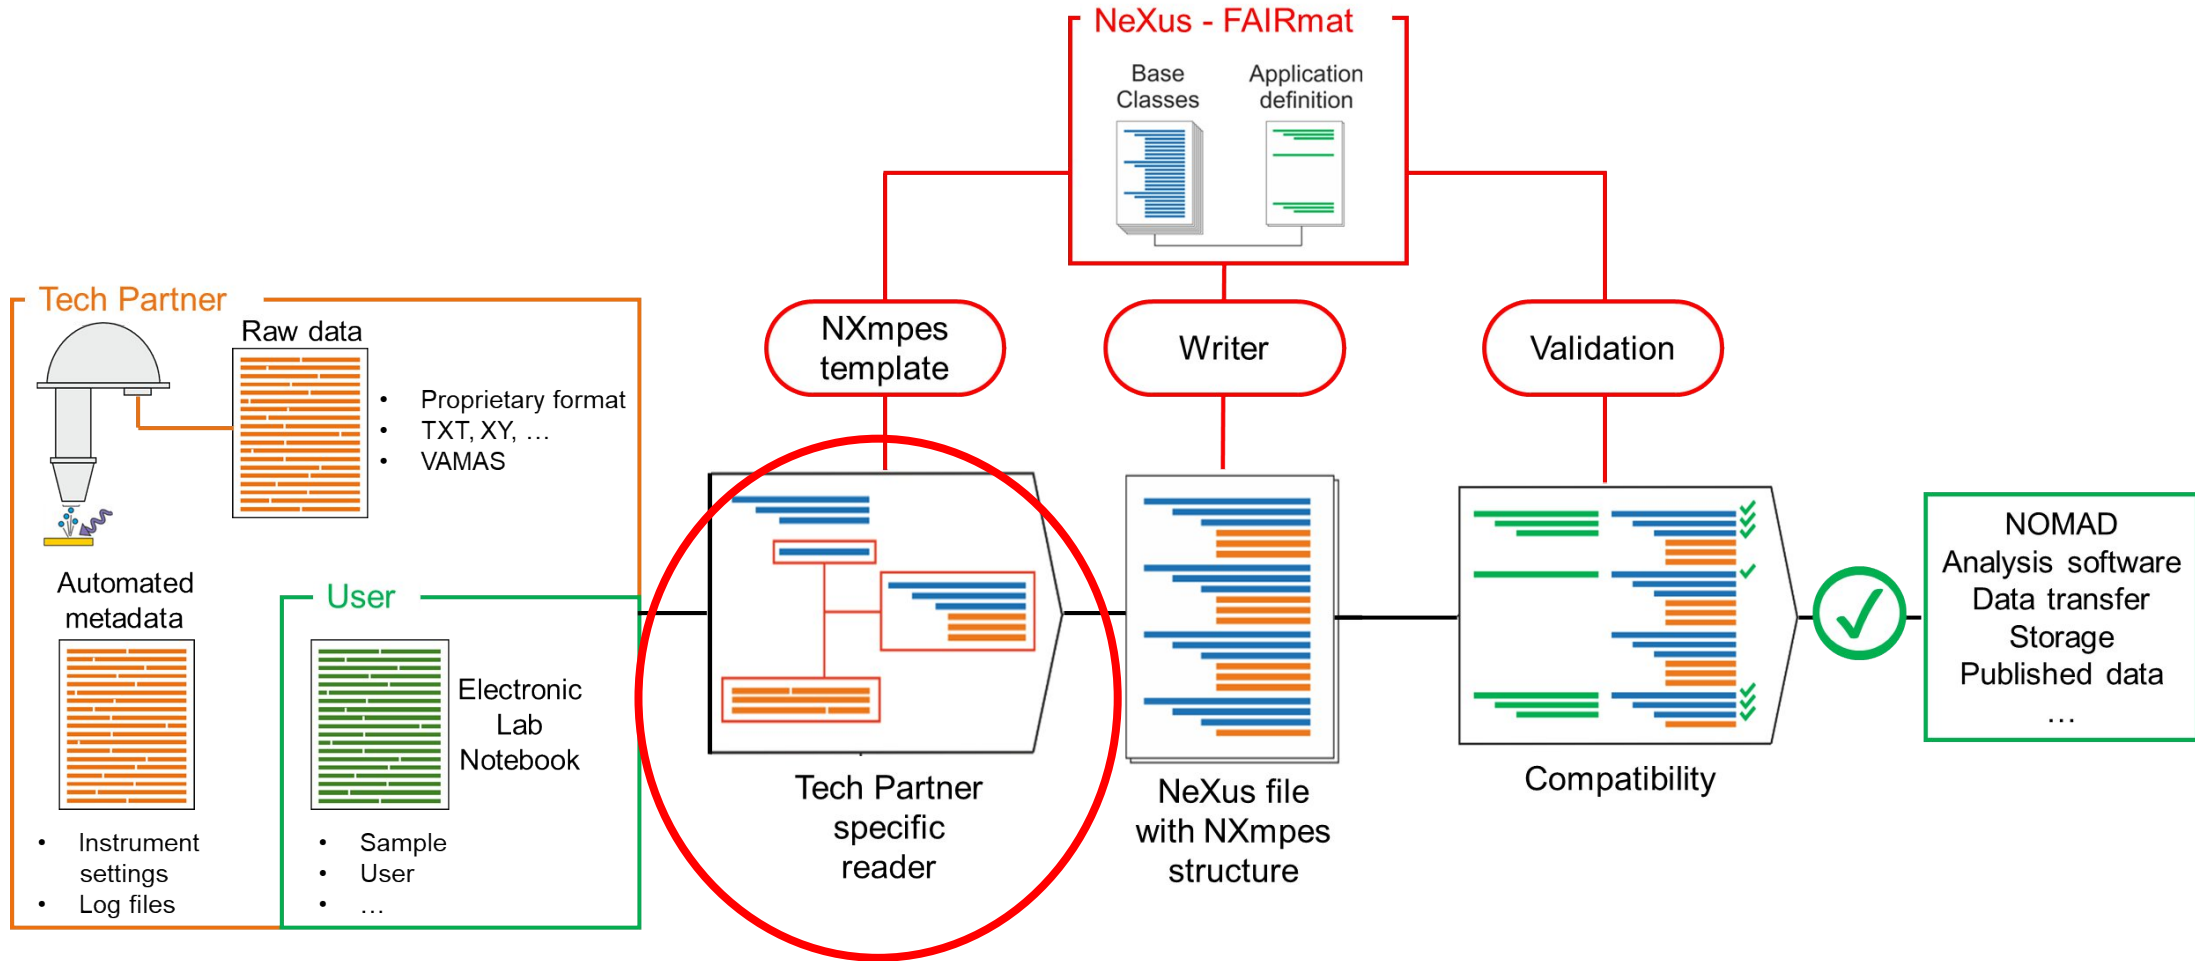 NeXus - FAIRmat
Base
Classes
Application
definition
NXmpes
template
Writer
Validation
Tech Partner
Raw data
• Proprietary format
• TXT, XY, …
• VAMAS
Automated
metadata
• Instrument
settings
• Log files
User
Electronic
Lab
Notebook
• Sample
• User
• …
Tech Partner
specific
reader
NeXus file
with NXmpes
structure
Compatibility
NOMAD
Analysis software
Data transfer
Storage
Published data
…